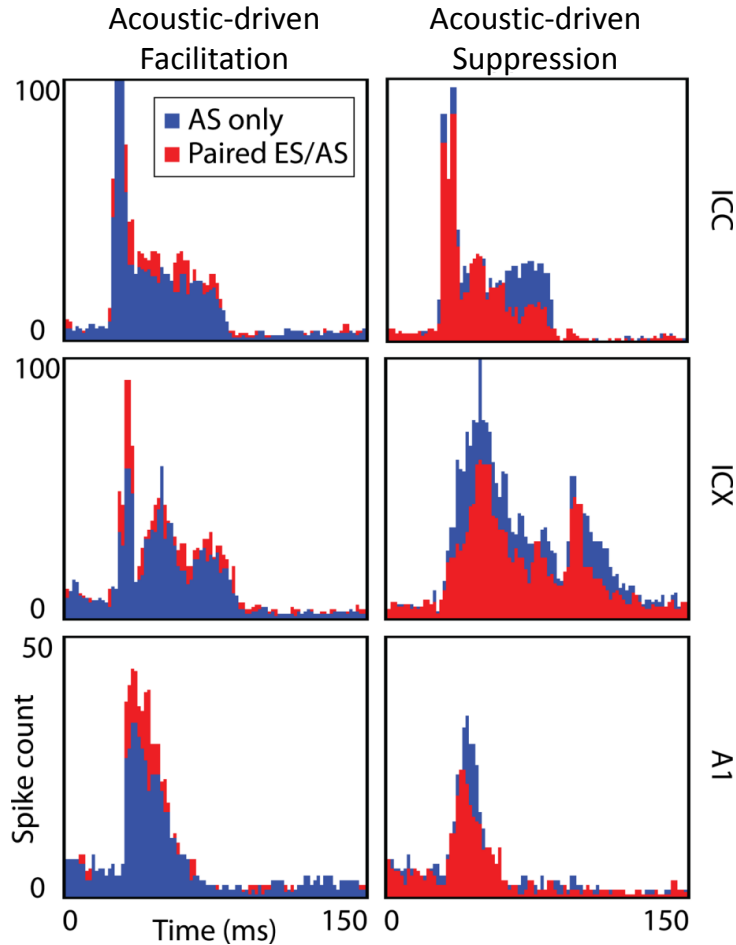 Acoustic-driven
Facilitation
Acoustic-driven
Suppression
100
AS only
Paired ES/AS
0
ICC
100
0
ICX
50
Spike count
0
A1
0
Time (ms)
150
0
150